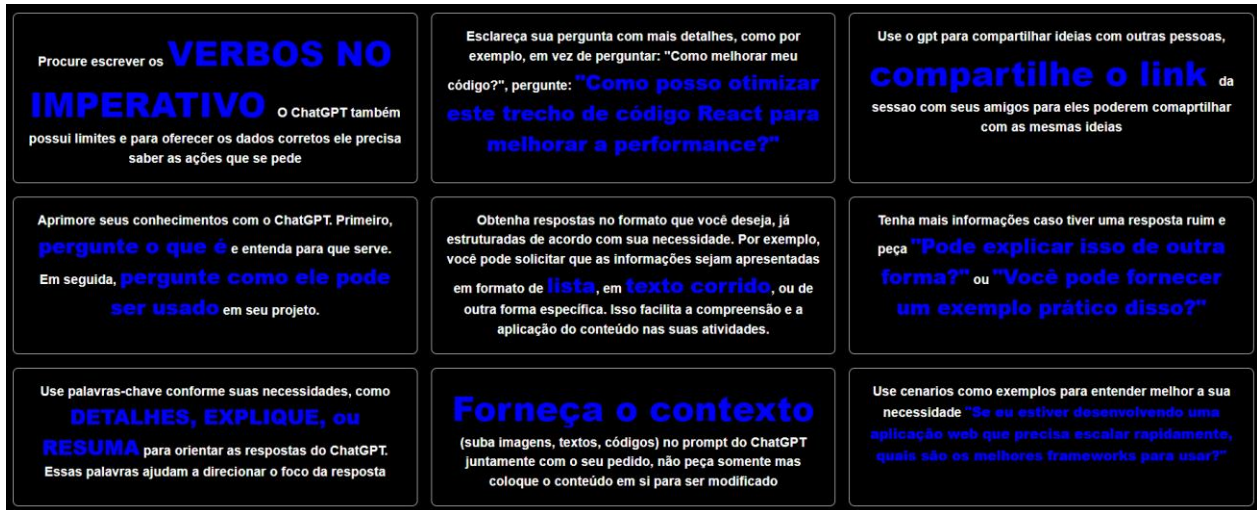 Procure escrever os VERBOS NO
IMPERATIVO O ChatGPT também
possui limites e para oferecer os dados corretos ele precisa
saber as ações que se pede
Esclareça sua pergunta com mais detalhes, como por
exemplo, em vez de perguntar: "Como melhorar meu
código?", pergunte: "Como posso otimizar
este trecho de código React para
melhorar a performance?"
Use o gpt para compartilhar ideias com outras pessoas,
compartilhe o link da
sessao com seus amigos para eles poderem comaprtilhar
com as mesmas ideias
Aprimore seus conhecimentos com o ChatGPT. Primeiro,
pergunte o que é e entenda para que serve.
Em seguida, pergunte como ele pode
ser usado em seu projeto.
Obtenha respostas no formato que você deseja, já
estruturadas de acordo com sua necessidade. Por exemplo,
você pode solicitar que as informações sejam apresentadas
em formato de lista, em texto corrido, ou de
outra forma específica. Isso facilita a compreensão e a
aplicação do conteúdo nas suas atividades.
Tenha mais informações caso tiver uma resposta ruim e
peça "Pode explicar isso de outra
forma?" ou "Você pode fornecer
um exemplo prático disso?"
Use palavras-chave conforme suas necessidades, como
DETALHES, EXPLIQUE, ou
RESUMA para orientar as respostas do ChatGPT.
Essas palavras ajudam a direcionar o foco da resposta
Forneça o contexto
(suba imagens, textos, códigos) no prompt do ChatGPT
juntamente com o seu pedido, não peça somente mas
coloque o conteúdo em si para ser modificado
Use cenarios como exemplos para entender melhor a sua
necessidade "Se eu estiver desenvolvendo uma
aplicação web que precisa escalar rapidamente,
quais são os melhores frameworks para usar?"